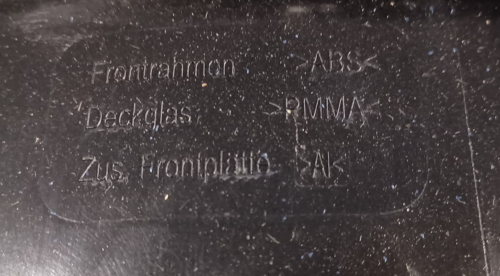 Frontrahmen >ABS<
Deckglas >PMMA<
Zus. Frontplatte >Al<